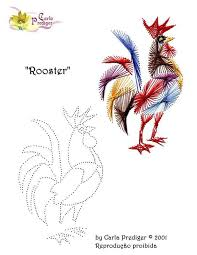 Carla
Prediger
"Rooster"
by Carla Prediger © 2001
Reprodução proibida